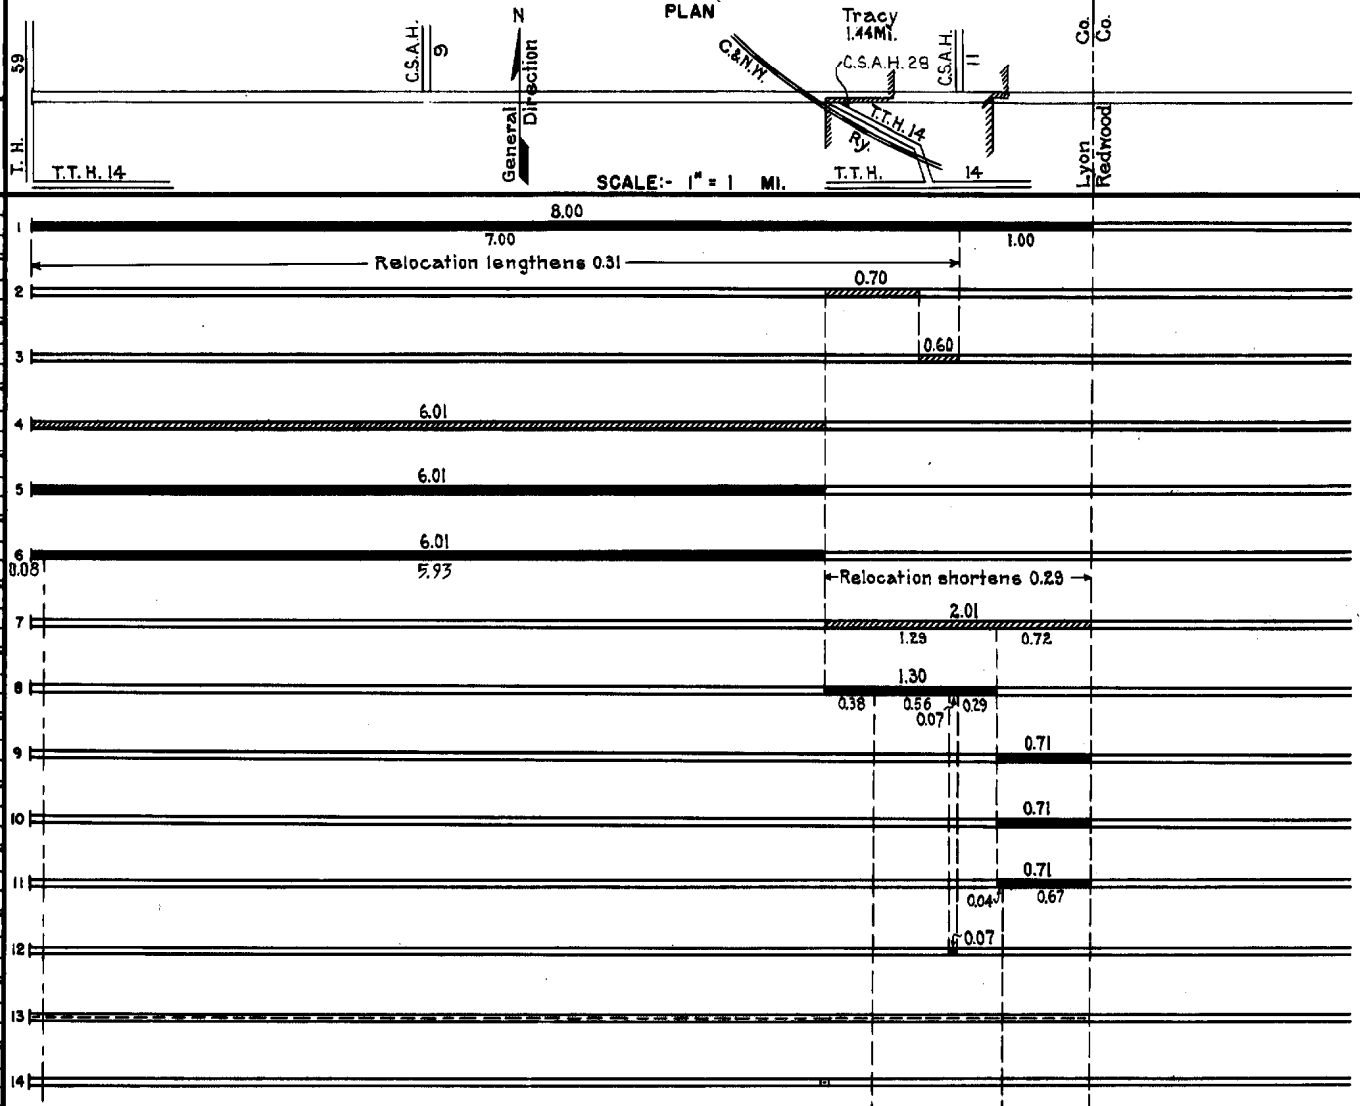 PLAN
N
Tracy
1.44MI.
59
T.H.
C.S.A.H.
9
General Direction
C.&N.W.
Ry.
C.S.A.H. 28
C.S.A.H.
11
T.T.H. 14
Co. Co.
Lyon Redwood
T.T.H. 14
T.T.H. 14
SCALE:- 1" = 1 MI.
8.00
1
7.00 1.00
Relocation lengthens 0.31
0.70
2
0.60
3
6.01
4
6.01
5
6.01
6
0.08 5.93
Relocation shortens 0.29
2.01
7
1.29 0.72
1.30
8
0.38 0.56 0.29
0.07
0.71
9
0.71
10
0.71
11
0.04 0.67
0.07
12
13
14